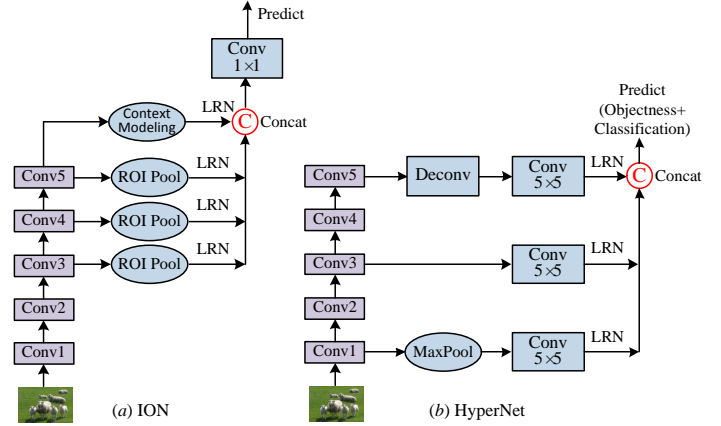 Predict
Conv
1×1
Context
Modeling
LRN
C
Concat
Conv5
ROI Pool
LRN
Conv4
ROI Pool
LRN
Conv3
ROI Pool
LRN
Conv2
Conv1
(a) ION
Predict
(Objectness+
Classification)
Conv5
Deconv
Conv
5×5
LRN
C
Concat
Conv4
Conv3
Conv
5×5
LRN
Conv2
Conv1
MaxPool
Conv
5×5
LRN
(b) HyperNet